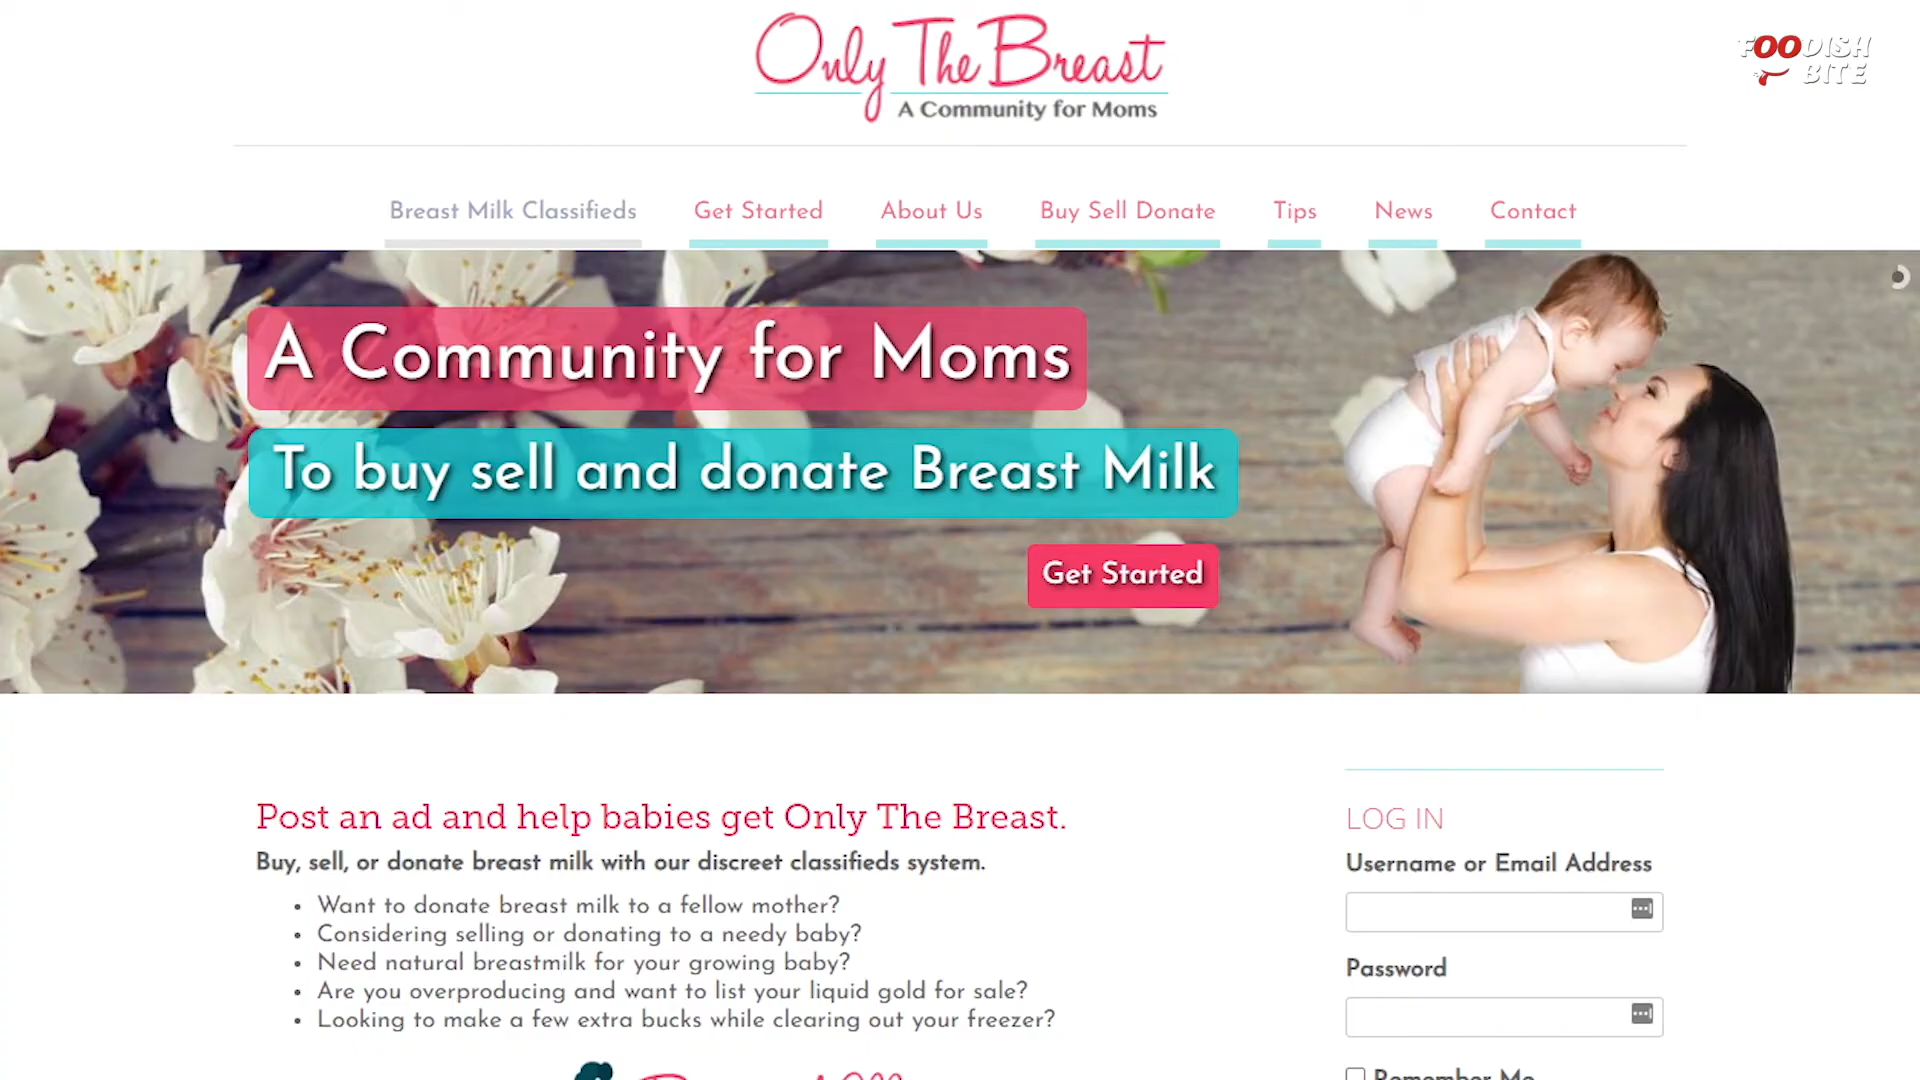 Only The Breast
A Community for Moms
FOODISH
BITE
Breast Milk Classifieds
Get Started
About Us
Buy Sell Donate
Tips
News
Contact
A Community for Moms
To buy sell and donate Breast Milk
Get Started
Post an ad and help babies get Only The Breast.
Buy, sell, or donate breast milk with our discreet classifieds system.
• Want to donate breast milk to a fellow mother?
• Considering selling or donating to a needy baby?
• Need natural breastmilk for your growing baby?
• Are you overproducing and want to list your liquid gold for sale?
• Looking to make a few extra bucks while clearing out your freezer?
LOG IN
Username or Email Address
Password
Remember Me